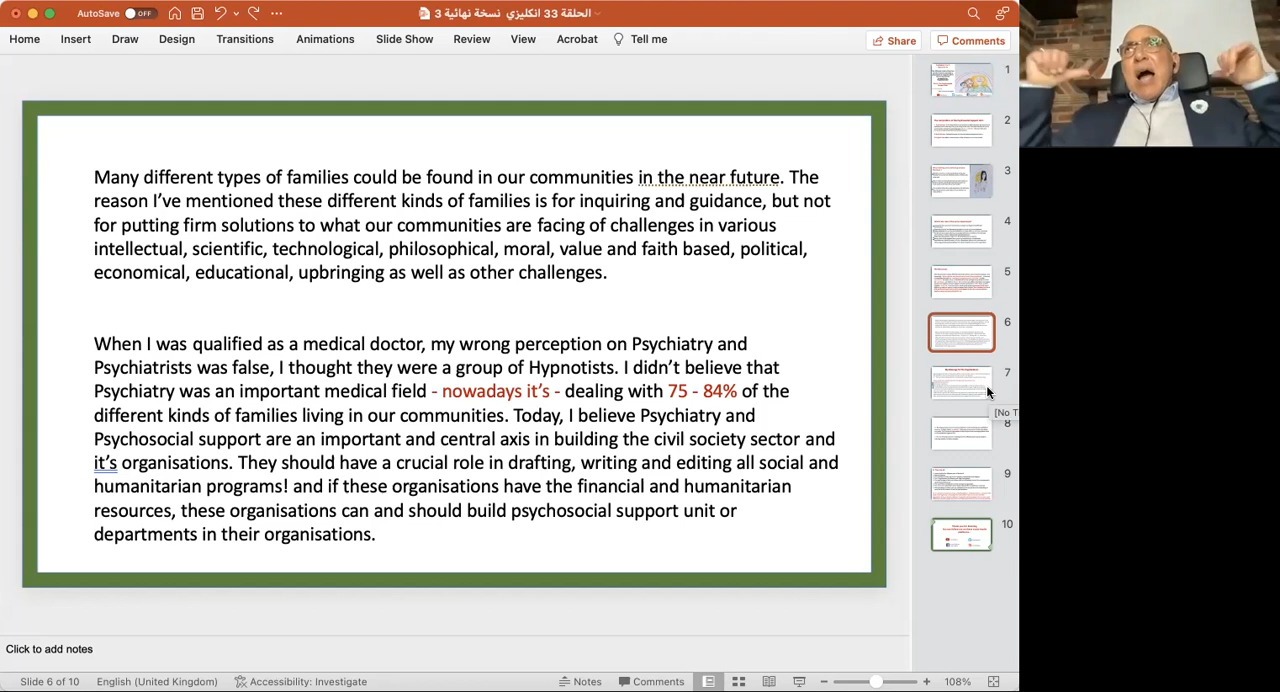 AutoSave OFF
الحلقة 33 انكليزي نسخة نهائية 3
Home Insert Draw Design Transitions Animations Slide Show Review View Acrobat Tell me Share Comments
Many different types of families could be found in our communities in the near future. The
reason I've mentioned these different kinds of families is for inquiring and guidance, but not
for putting firm solutions to what our communities are facing of challenges in various
intellectual, scientific, technological, philosophical, moral, value and faith-based, political,
economical, educational, upbringing as well as other challenges.
When I was qualified as a medical doctor my wrong perception on Psychiatry and
Psychiatrists was false, I thought they were a group of Hypnotists. I didn't believe that
Psychiatry was an important medical field - nowadays it's - dealing with 75 - 84% of the
different kinds of families living in our communities. Today, I believe Psychiatry and
Psychosocial support are an important and central axis in building the civil society sector and
it's organisations. They should have a crucial role in drafting, writing and editing all social and
humanitarian proposals! and if these organisations have the financial and humanitarian
resources, these organisations can and should build psychosocial support unit or
departments in their organisations.
1
2
3
4
5
6
7
8
9
10
[No T
Click to add notes
Slide 6 of 10 English (United Kingdom) Accessibility: Investigate Notes Comments 108%